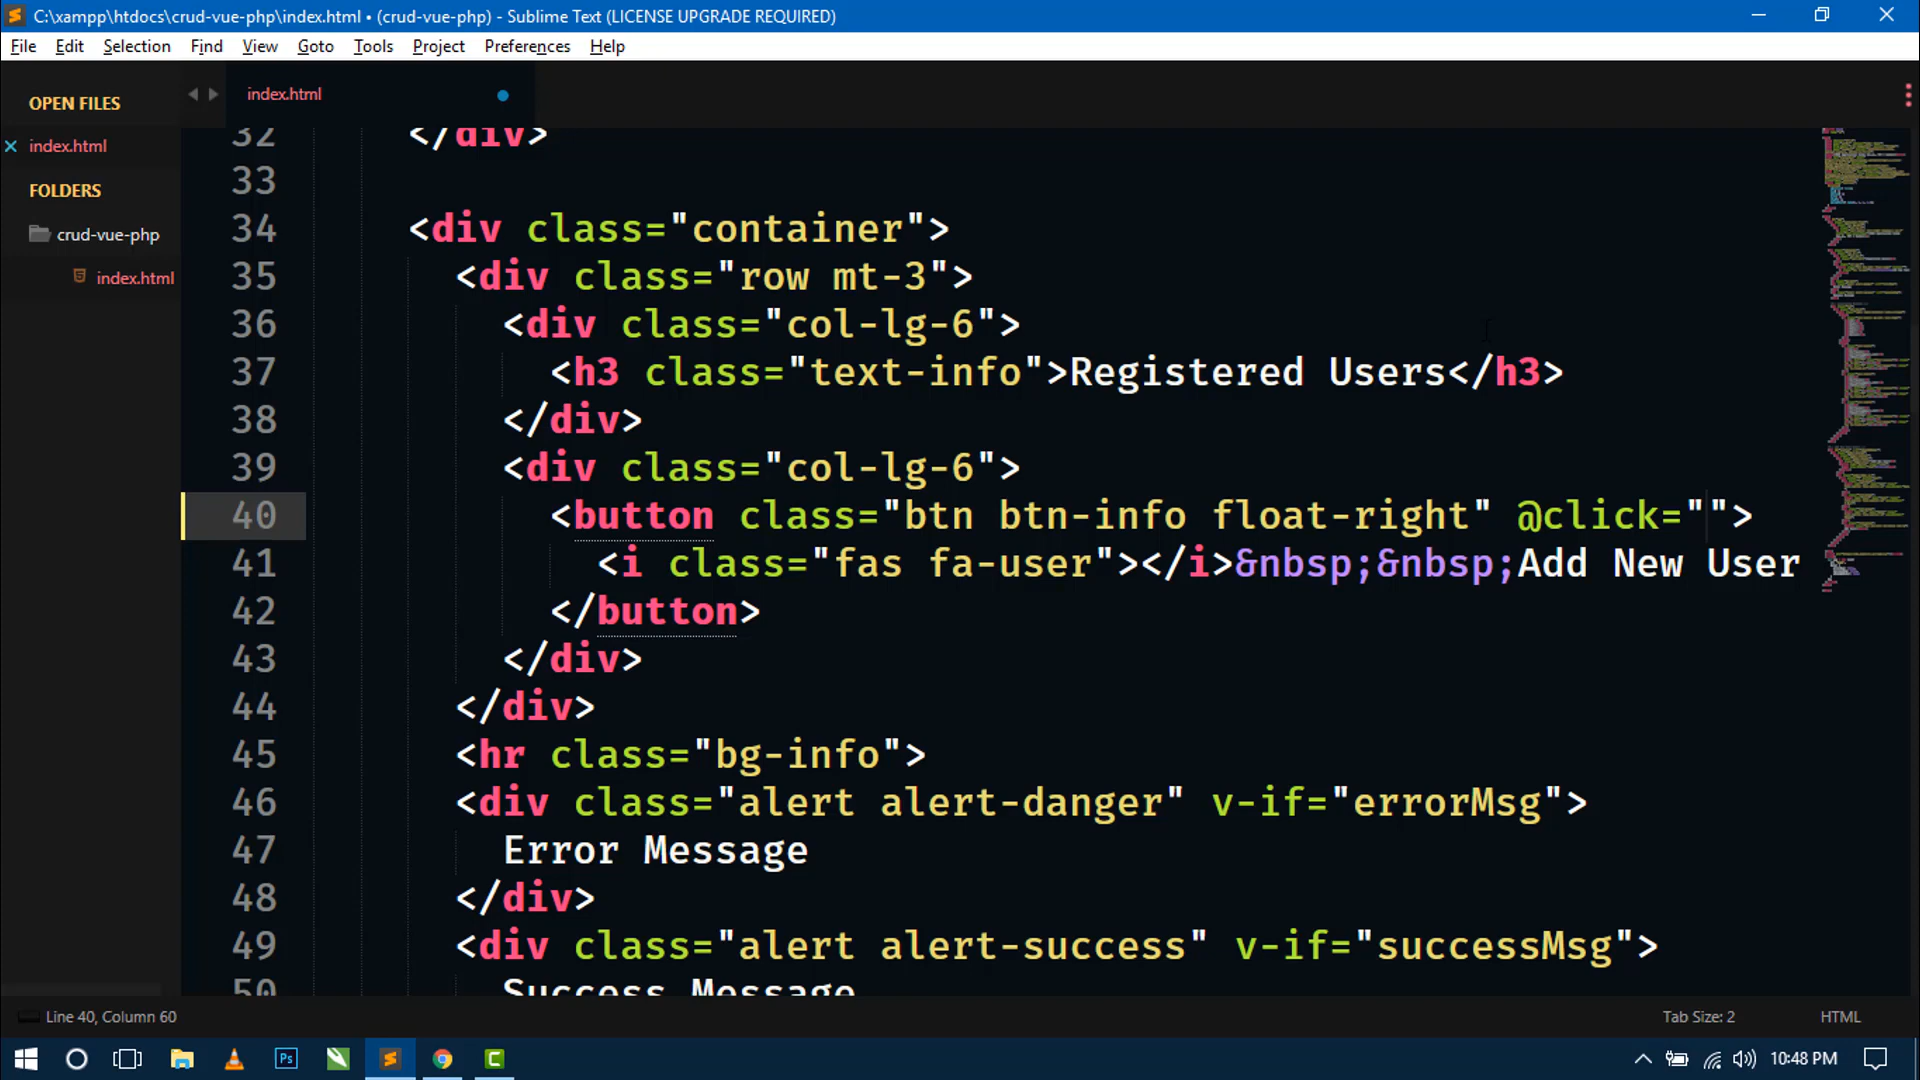 C:\xampp\htdocs\crud-vue-php\index.html • (crud-vue-php) - Sublime Text (LICENSE UPGRADE REQUIRED)
File Edit Selection Find View Goto Tools Project Preferences Help
OPEN FILES
index.html
FOLDERS
crud-vue-php
index.html
index.html
32 </div>
33
34 <div class="container">
35 <div class="row mt-3">
36 <div class="col-lg-6">
37 <h3 class="text-info">Registered Users</h3>
38 </div>
39 <div class="col-lg-6">
40 <button class="btn btn-info float-right" @click="">
41 <i class="fas fa-user"></i>&nbsp;&nbsp;Add New User
42 </button>
43 </div>
44 </div>
45 <hr class="bg-info">
46 <div class="alert alert-danger" v-if="errorMsg">
47 Error Message
48 </div>
49 <div class="alert alert-success" v-if="successMsg">
50 Success Message
Line 40, Column 60
Tab Size: 2
HTML
Ps
10:48 PM